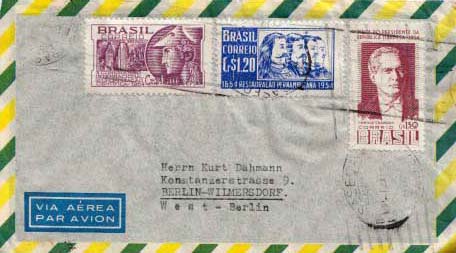 BRASIL
BRASIL
CORREIO
Cr$1.20
1654 RESTAURAÇÃO PERNAMBUCANA 1954
CORREIO
BRASIL
Herrn Kurt Dahmann
Konstanzerstrasse 9.
BERLIN-WILMERSDORF.
West - Berlin
VIA AÉREA
PAR AVION